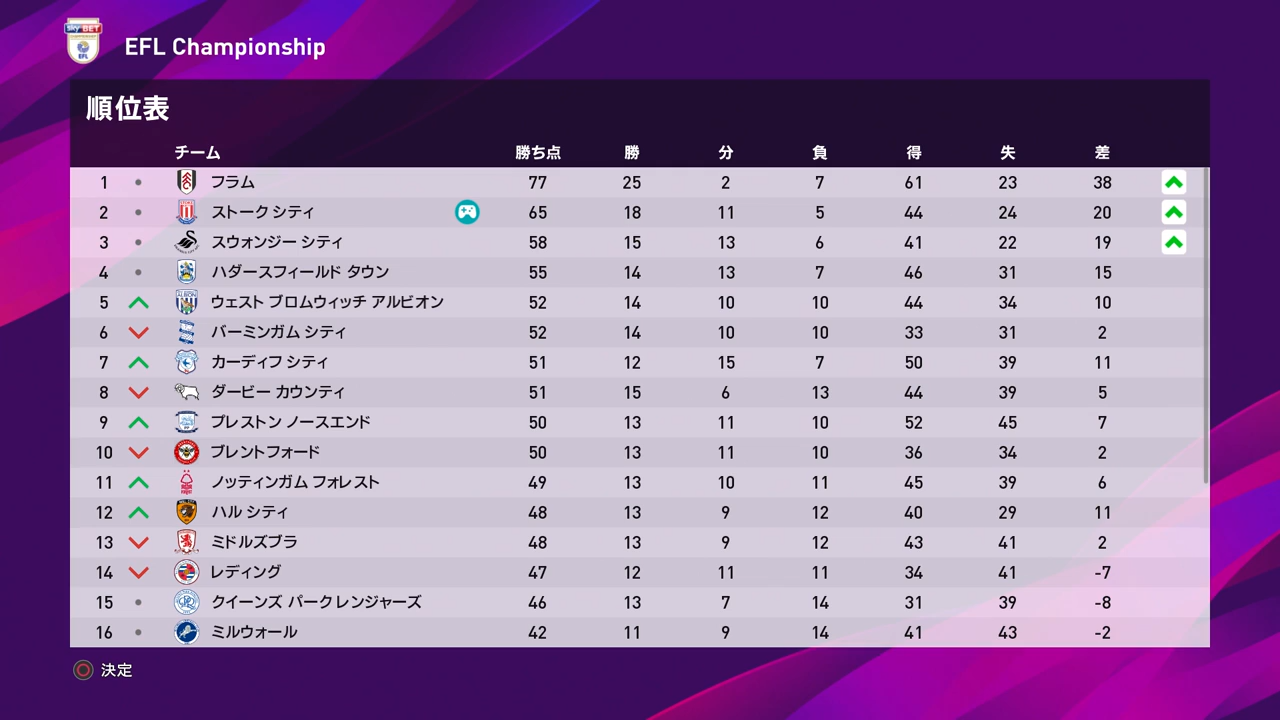 sky BET
EFL
EFL Championship
順位表
チーム 勝ち点 勝 分 負 得 失 差
1 フラム 77 25 2 7 61 23 38
2 ストーク シティ 65 18 11 5 44 24 20
3 スウォンジー シティ 58 15 13 6 41 22 19
4 ハダースフィールド タウン 55 14 13 7 46 31 15
5 ウェスト ブロムウィッチ アルビオン 52 14 10 10 44 34 10
6 バーミンガム シティ 52 14 10 10 33 31 2
7 カーディフ シティ 51 12 15 7 50 39 11
8 ダービー カウンティ 51 15 6 13 44 39 5
9 プレストン ノースエンド 50 13 11 10 52 45 7
10 ブレントフォード 50 13 11 10 36 34 2
11 ノッティンガム フォレスト 49 13 10 11 45 39 6
12 ハル シティ 48 13 9 12 40 29 11
13 ミドルズブラ 48 13 9 12 43 41 2
14 レディング 47 12 11 11 34 41 -7
15 クイーンズ パーク レンジャーズ 46 13 7 14 31 39 -8
16 ミルウォール 42 11 9 14 41 43 -2
決定